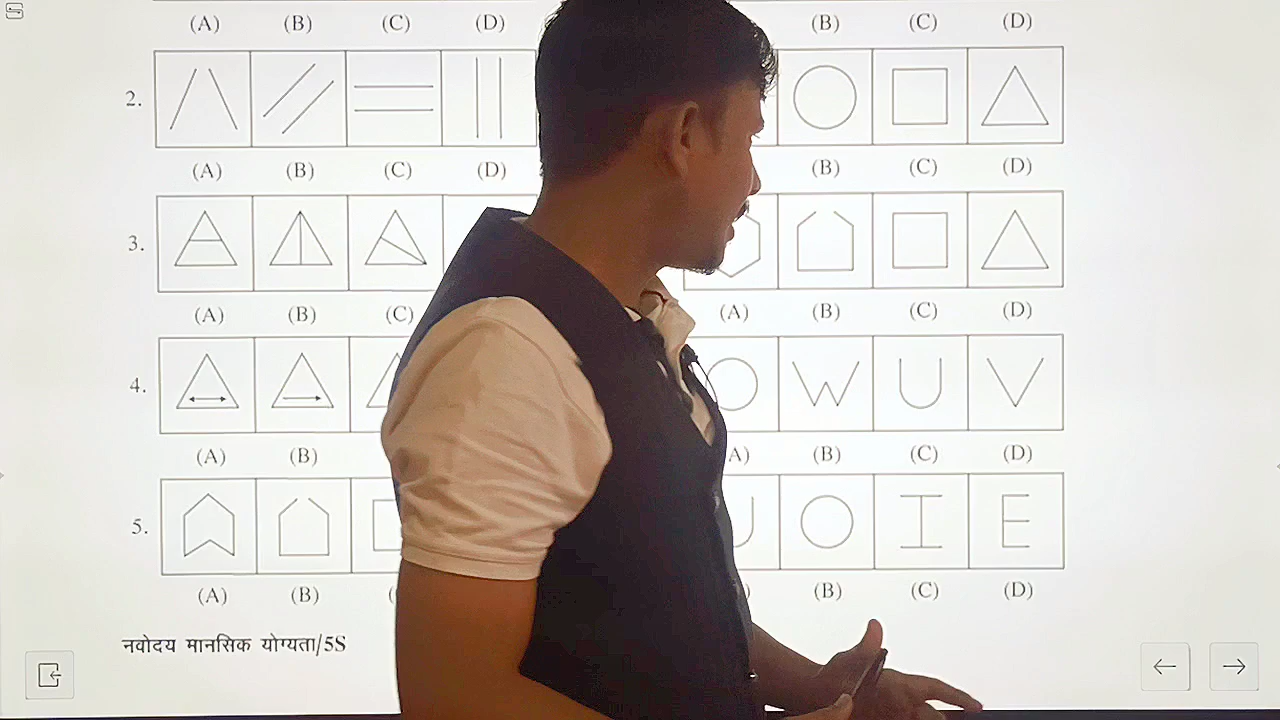 (A) (B) (C) (D) (B) (C) (D)
2.
(A) (B) (C) (D) (B) (C) (D)
3.
(A) (B) (C) (A) (B) (C) (D)
4. W U V
(A) (B) A) (B) (C) (D)
5. I E
(A) (B) (B) (C) (D)
नवोदय मानसिक योग्यता/5S